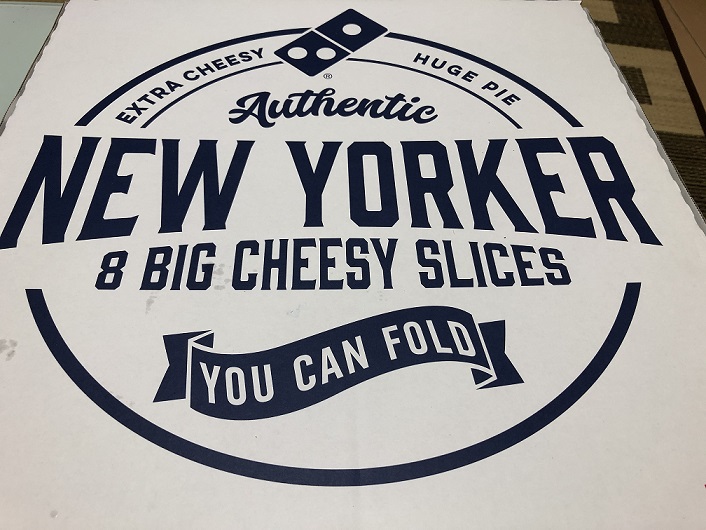 EXTRA CHEESY HUGE PIE
®
Authentic
NEW YORKER
8 BIG CHEESY SLICES
YOU CAN FOLD